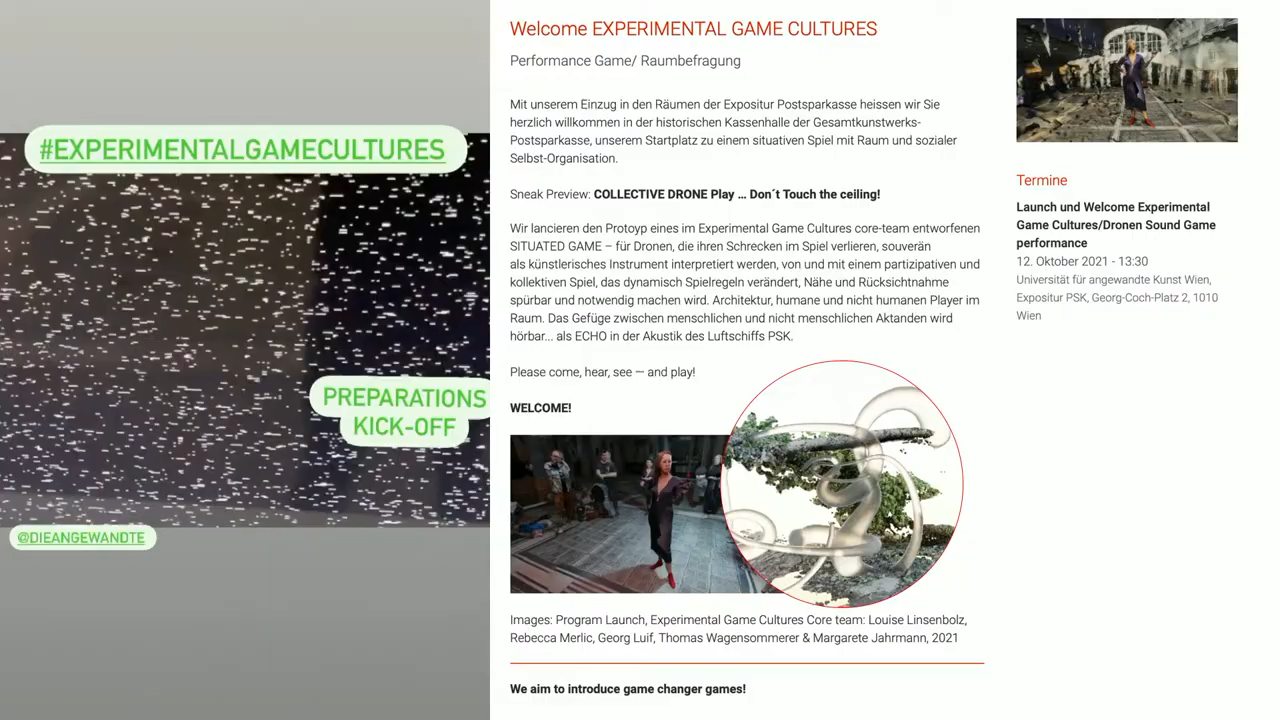 #EXPERIMENTALGAMECULTURES
PREPARATIONS
KICK-OFF
@DIEANGEWANDTE
Welcome EXPERIMENTAL GAME CULTURES
Performance Game/ Raumbefragung
Mit unserem Einzug in den Räumen der Expositur Postsparkasse heissen wir Sie
herzlich willkommen in der historischen Kassenhalle der Gesamtkunstwerks-
Postsparkasse, unserem Startplatz zu einem situativen Spiel mit Raum und sozialer
Selbst-Organisation.
Sneak Preview: COLLECTIVE DRONE Play … Don´t Touch the ceiling!
Wir lancieren den Protoyp eines im Experimental Game Cultures core-team entworfenen
SITUATED GAME – für Dronen, die ihren Schrecken im Spiel verlieren, souverän
als künstlerisches Instrument interpretiert werden, von und mit einem partizipativen und
kollektiven Spiel, das dynamisch Spielregeln verändert, Nähe und Rücksichtnahme
spürbar und notwendig machen wird. Architektur, humane und nicht humanen Player im
Raum. Das Gefüge zwischen menschlichen und nicht menschlichen Aktanden wird
hörbar... als ECHO in der Akustik des Luftschiffs PSK.
Please come, hear, see — and play!
WELCOME!
Images: Program Launch, Experimental Game Cultures Core team: Louise Linsenbolz,
Rebecca Merlic, Georg Luif, Thomas Wagensommerer & Margarete Jahrmann, 2021
We aim to introduce game changer games!
Termine
Launch und Welcome Experimental
Game Cultures/Dronen Sound Game
performance
12. Oktober 2021 - 13:30
Universität für angewandte Kunst Wien,
Expositur PSK, Georg-Coch-Platz 2, 1010
Wien